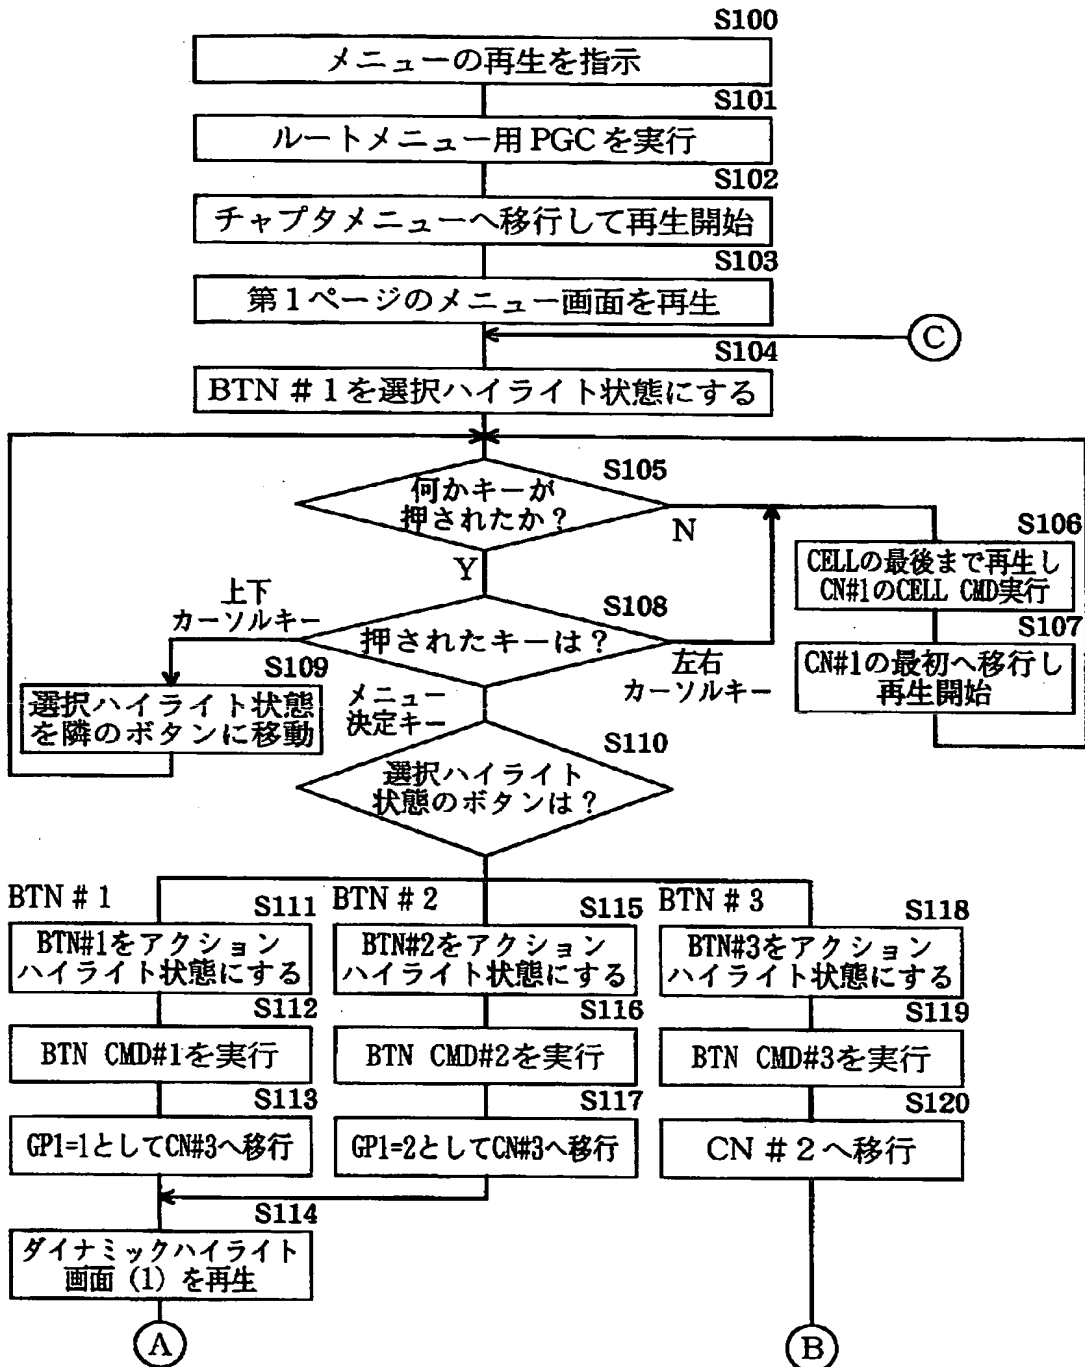 S100
メニューの再生を指示
S101
ルートメニュー用 PGC を実行
S102
チャプタメニューへ移行して再生開始
S103
第1ページのメニュー画面を再生
C
S104
BTN # 1 を選択ハイライト状態にする
S105
何かキーが
押されたか?
N
Y
S106
CELLの最後まで再生し
CN#1のCELL CMD実行
S107
CN#1の最初へ移行し
再生開始
上下
カーソルキー
S108
押されたキーは?
左右
カーソルキー
S109
選択ハイライト状態
を隣のボタンに移動
メニュー
決定キー
S110
選択ハイライト
状態のボタンは?
BTN # 1
S111
BTN#1をアクション
ハイライト状態にする
S112
BTN CMD#1を実行
S113
GP1=1としてCN#3へ移行
S114
ダイナミックハイライト
画面 (1) を再生
A
BTN # 2
S115
BTN#2をアクション
ハイライト状態にする
S116
BTN CMD#2を実行
S117
GP1=2としてCN#3へ移行
BTN # 3
S118
BTN#3をアクション
ハイライト状態にする
S119
BTN CMD#3を実行
S120
CN # 2 へ移行
B